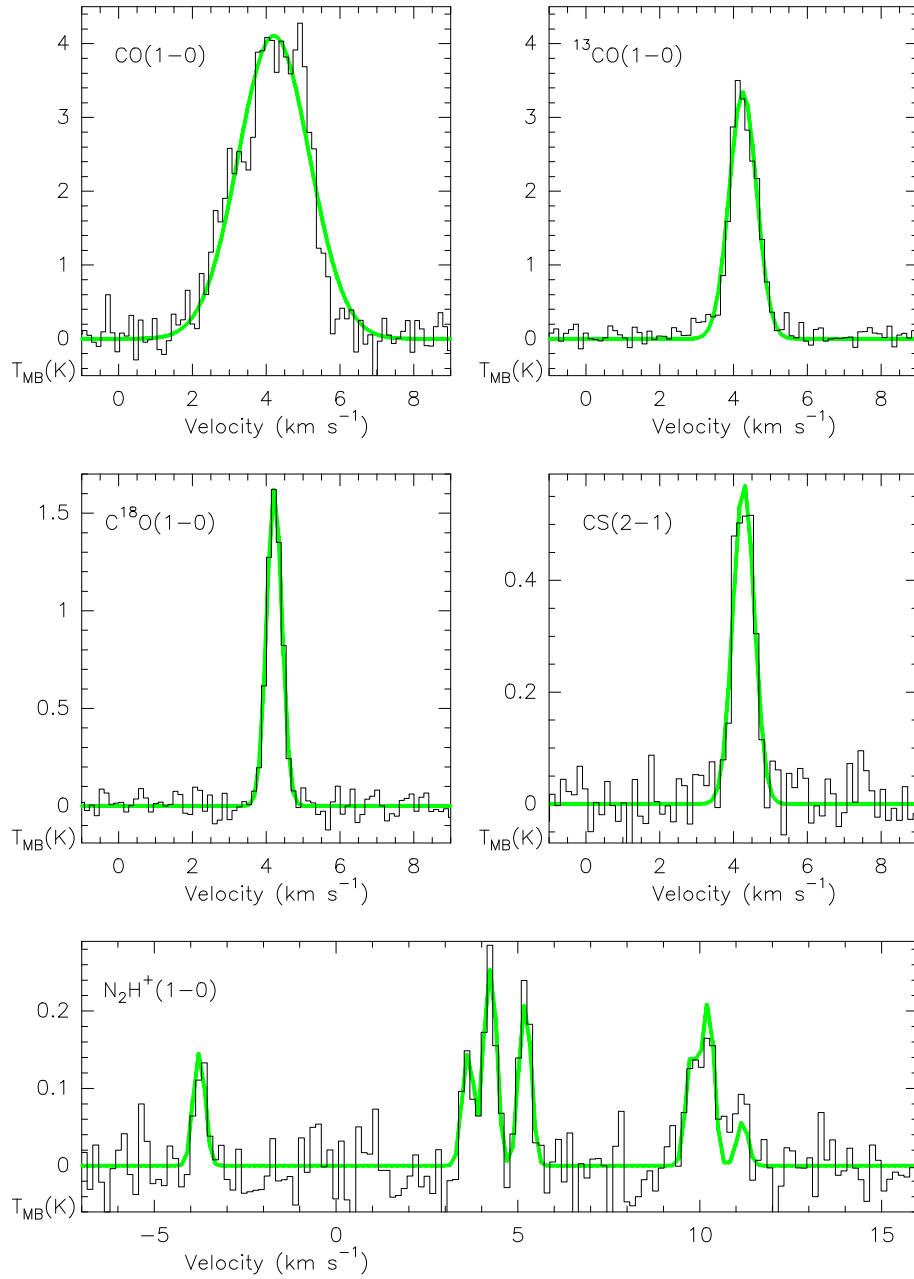 CO(1−0)
4
3
2
1
0
T_MB(K)
0 2 4 6 8
Velocity (km s⁻¹)
¹³CO(1−0)
4
3
2
1
0
T_MB(K)
0 2 4 6 8
Velocity (km s⁻¹)
C¹⁸O(1−0)
1.5
1
0.5
0
T_MB(K)
0 2 4 6 8
Velocity (km s⁻¹)
CS(2−1)
0.4
0.2
0
T_MB(K)
0 2 4 6 8
Velocity (km s⁻¹)
N₂H⁺(1−0)
0.2
0.1
0
T_MB(K)
−5 0 5 10 15
Velocity (km s⁻¹)